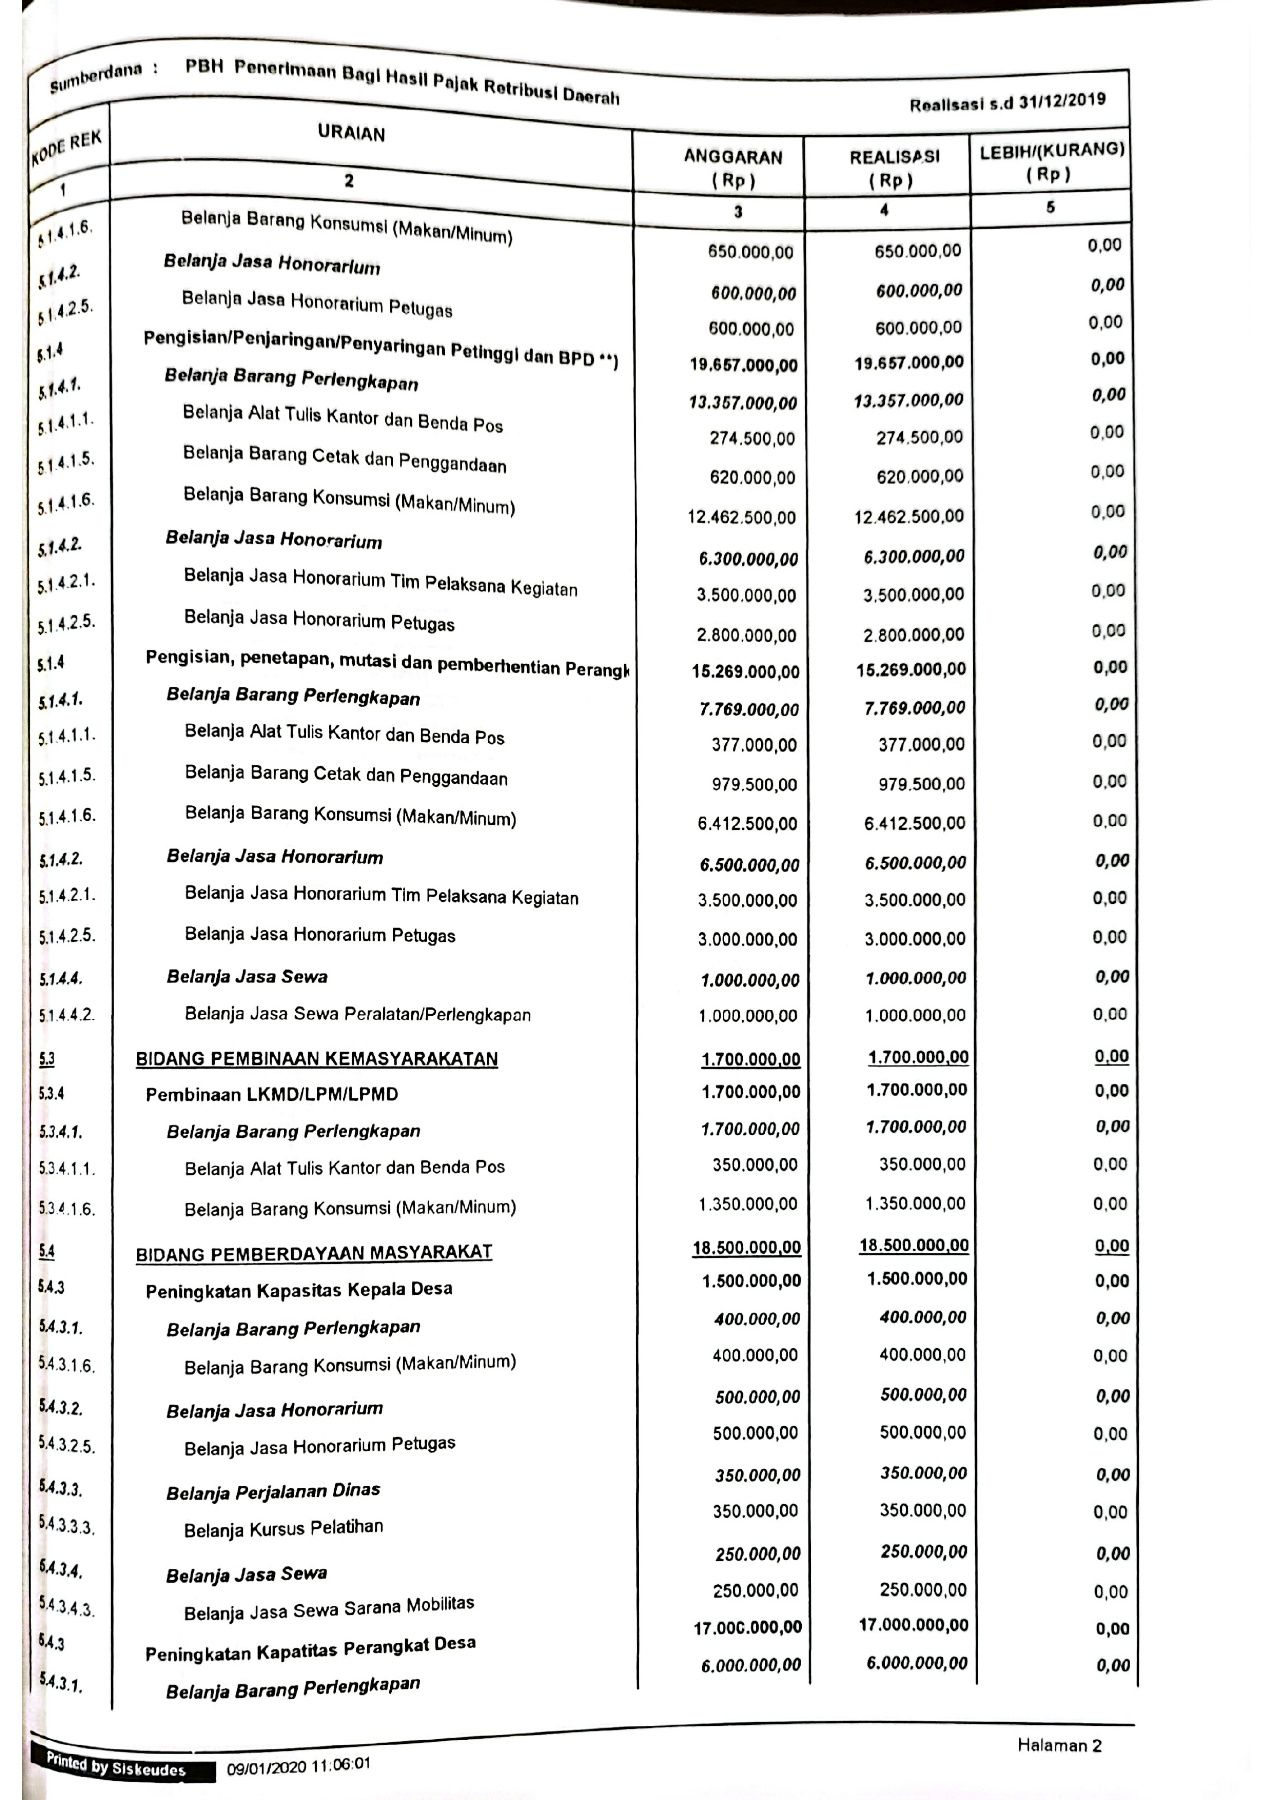 Sumberdana : PBH Penerimaan Bagi Hasil Pajak Retribusi Daerah
Realisasi s.d 31/12/2019
KODE REK URAIAN ANGGARAN (Rp) REALISASI (Rp) LEBIH/(KURANG) (Rp)
1 2 3 4 5
5.1.4.1.6. Belanja Barang Konsumsi (Makan/Minum) 650.000,00 650.000,00 0,00
5.1.4.2. Belanja Jasa Honorarium 600.000,00 600.000,00 0,00
5.1.4.2.5. Belanja Jasa Honorarium Petugas 600.000,00 600.000,00 0,00
5.1.4 Pengisian/Penjaringan/Penyaringan Petinggi dan BPD **) 19.657.000,00 19.657.000,00 0,00
5.1.4.1. Belanja Barang Perlengkapan 13.357.000,00 13.357.000,00 0,00
5.1.4.1.1. Belanja Alat Tulis Kantor dan Benda Pos 274.500,00 274.500,00 0,00
5.1.4.1.5. Belanja Barang Cetak dan Penggandaan 620.000,00 620.000,00 0,00
5.1.4.1.6. Belanja Barang Konsumsi (Makan/Minum) 12.462.500,00 12.462.500,00 0,00
5.1.4.2. Belanja Jasa Honorarium 6.300.000,00 6.300.000,00 0,00
5.1.4.2.1. Belanja Jasa Honorarium Tim Pelaksana Kegiatan 3.500.000,00 3.500.000,00 0,00
5.1.4.2.5. Belanja Jasa Honorarium Petugas 2.800.000,00 2.800.000,00 0,00
5.1.4 Pengisian, penetapan, mutasi dan pemberhentian Perangk 15.269.000,00 15.269.000,00 0,00
5.1.4.1. Belanja Barang Perlengkapan 7.769.000,00 7.769.000,00 0,00
5.1.4.1.1. Belanja Alat Tulis Kantor dan Benda Pos 377.000,00 377.000,00 0,00
5.1.4.1.5. Belanja Barang Cetak dan Penggandaan 979.500,00 979.500,00 0,00
5.1.4.1.6. Belanja Barang Konsumsi (Makan/Minum) 6.412.500,00 6.412.500,00 0,00
5.1.4.2. Belanja Jasa Honorarium 6.500.000,00 6.500.000,00 0,00
5.1.4.2.1. Belanja Jasa Honorarium Tim Pelaksana Kegiatan 3.500.000,00 3.500.000,00 0,00
5.1.4.2.5. Belanja Jasa Honorarium Petugas 3.000.000,00 3.000.000,00 0,00
5.1.4.4. Belanja Jasa Sewa 1.000.000,00 1.000.000,00 0,00
5.1.4.4.2. Belanja Jasa Sewa Peralatan/Perlengkapan 1.000.000,00 1.000.000,00 0,00
5.3 BIDANG PEMBINAAN KEMASYARAKATAN 1.700.000,00 1.700.000,00 0,00
5.3.4 Pembinaan LKMD/LPM/LPMD 1.700.000,00 1.700.000,00 0,00
5.3.4.1. Belanja Barang Perlengkapan 1.700.000,00 1.700.000,00 0,00
5.3.4.1.1. Belanja Alat Tulis Kantor dan Benda Pos 350.000,00 350.000,00 0,00
5.3.4.1.6. Belanja Barang Konsumsi (Makan/Minum) 1.350.000,00 1.350.000,00 0,00
5.4 BIDANG PEMBERDAYAAN MASYARAKAT 18.500.000,00 18.500.000,00 0,00
5.4.3 Peningkatan Kapasitas Kepala Desa 1.500.000,00 1.500.000,00 0,00
5.4.3.1. Belanja Barang Perlengkapan 400.000,00 400.000,00 0,00
5.4.3.1.6. Belanja Barang Konsumsi (Makan/Minum) 400.000,00 400.000,00 0,00
5.4.3.2. Belanja Jasa Honorarium 500.000,00 500.000,00 0,00
5.4.3.2.5. Belanja Jasa Honorarium Petugas 500.000,00 500.000,00 0,00
5.4.3.3. Belanja Perjalanan Dinas 350.000,00 350.000,00 0,00
5.4.3.3.3. Belanja Kursus Pelatihan 350.000,00 350.000,00 0,00
5.4.3.4. Belanja Jasa Sewa 250.000,00 250.000,00 0,00
5.4.3.4.3. Belanja Jasa Sewa Sarana Mobilitas 250.000,00 250.000,00 0,00
5.4.3 Peningkatan Kapatitas Perangkat Desa 17.000.000,00 17.000.000,00 0,00
5.4.3.1. Belanja Barang Perlengkapan 6.000.000,00 6.000.000,00 0,00
Printed by Siskeudes 09/01/2020 11:06:01 Halaman 2